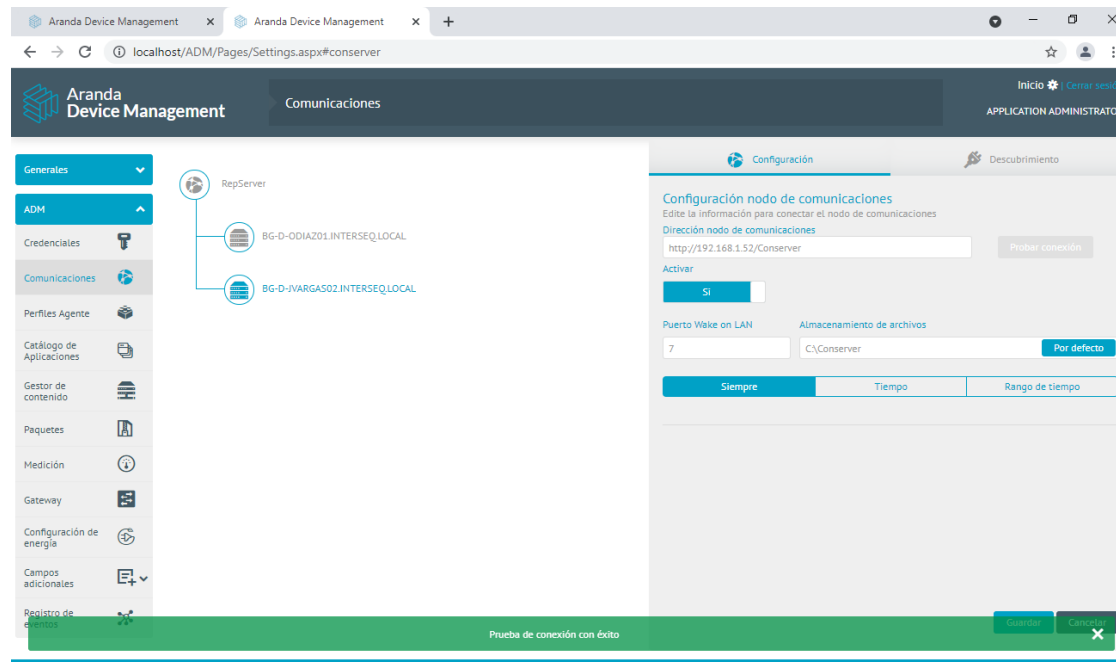 Aranda Device Management
Aranda Device Management
localhost/ADM/Pages/Settings.aspx#conserver
Aranda
Device Management
Comunicaciones
Inicio | Cerrar sesió
APPLICATION ADMINISTRATO
Generales
ADM
Credenciales
Comunicaciones
Perfiles Agente
Catálogo de
Aplicaciones
Gestor de
contenido
Paquetes
Medición
Gateway
Configuración de
energía
Campos
adicionales
Registro de
eventos
RepServer
BG-D-ODIAZ01.INTERSEQ.LOCAL
BG-D-JVARGAS02.INTERSEQ.LOCAL
Configuración
Descubrimiento
Configuración nodo de comunicaciones
Edite la información para conectar el nodo de comunicaciones
Dirección nodo de comunicaciones
http://192.168.1.52/Conserver
Probar conexión
Activar
Si
Puerto Wake on LAN
Almacenamiento de archivos
7
C:\Conserver
Por defecto
Siempre
Tiempo
Rango de tiempo
Guardar
Cancelar
Prueba de conexión con éxito